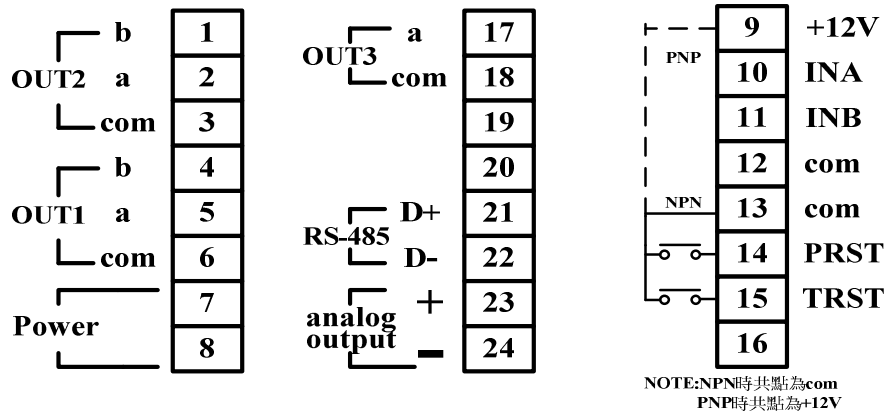 b 1
OUT2 a 2
com 3
b 4
OUT1 a 5
com 6
7
Power
8
a 17
OUT3
com 18
19
20
D+ 21
RS-485
D- 22
+ 23
analog
output
- 24
9 +12V
PNP
10 INA
11 INB
12 com
NPN 13 com
14 PRST
15 TRST
16
NOTE:NPN時共點為com
PNP時共點為+12V